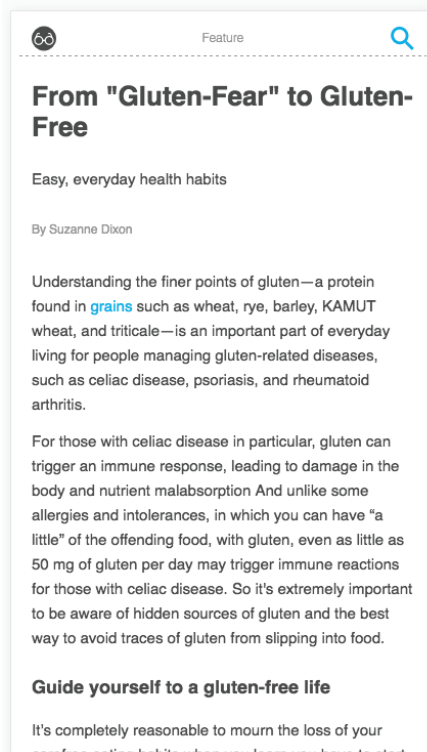 Feature
From "Gluten-Fear" to Gluten-
Free
Easy, everyday health habits
By Suzanne Dixon
Understanding the finer points of gluten—a protein
found in grains such as wheat, rye, barley, KAMUT
wheat, and triticale—is an important part of everyday
living for people managing gluten-related diseases,
such as celiac disease, psoriasis, and rheumatoid
arthritis.
For those with celiac disease in particular, gluten can
trigger an immune response, leading to damage in the
body and nutrient malabsorption And unlike some
allergies and intolerances, in which you can have “a
little” of the offending food, with gluten, even as little as
50 mg of gluten per day may trigger immune reactions
for those with celiac disease. So it’s extremely important
to be aware of hidden sources of gluten and the best
way to avoid traces of gluten from slipping into food.
Guide yourself to a gluten-free life
It’s completely reasonable to mourn the loss of your